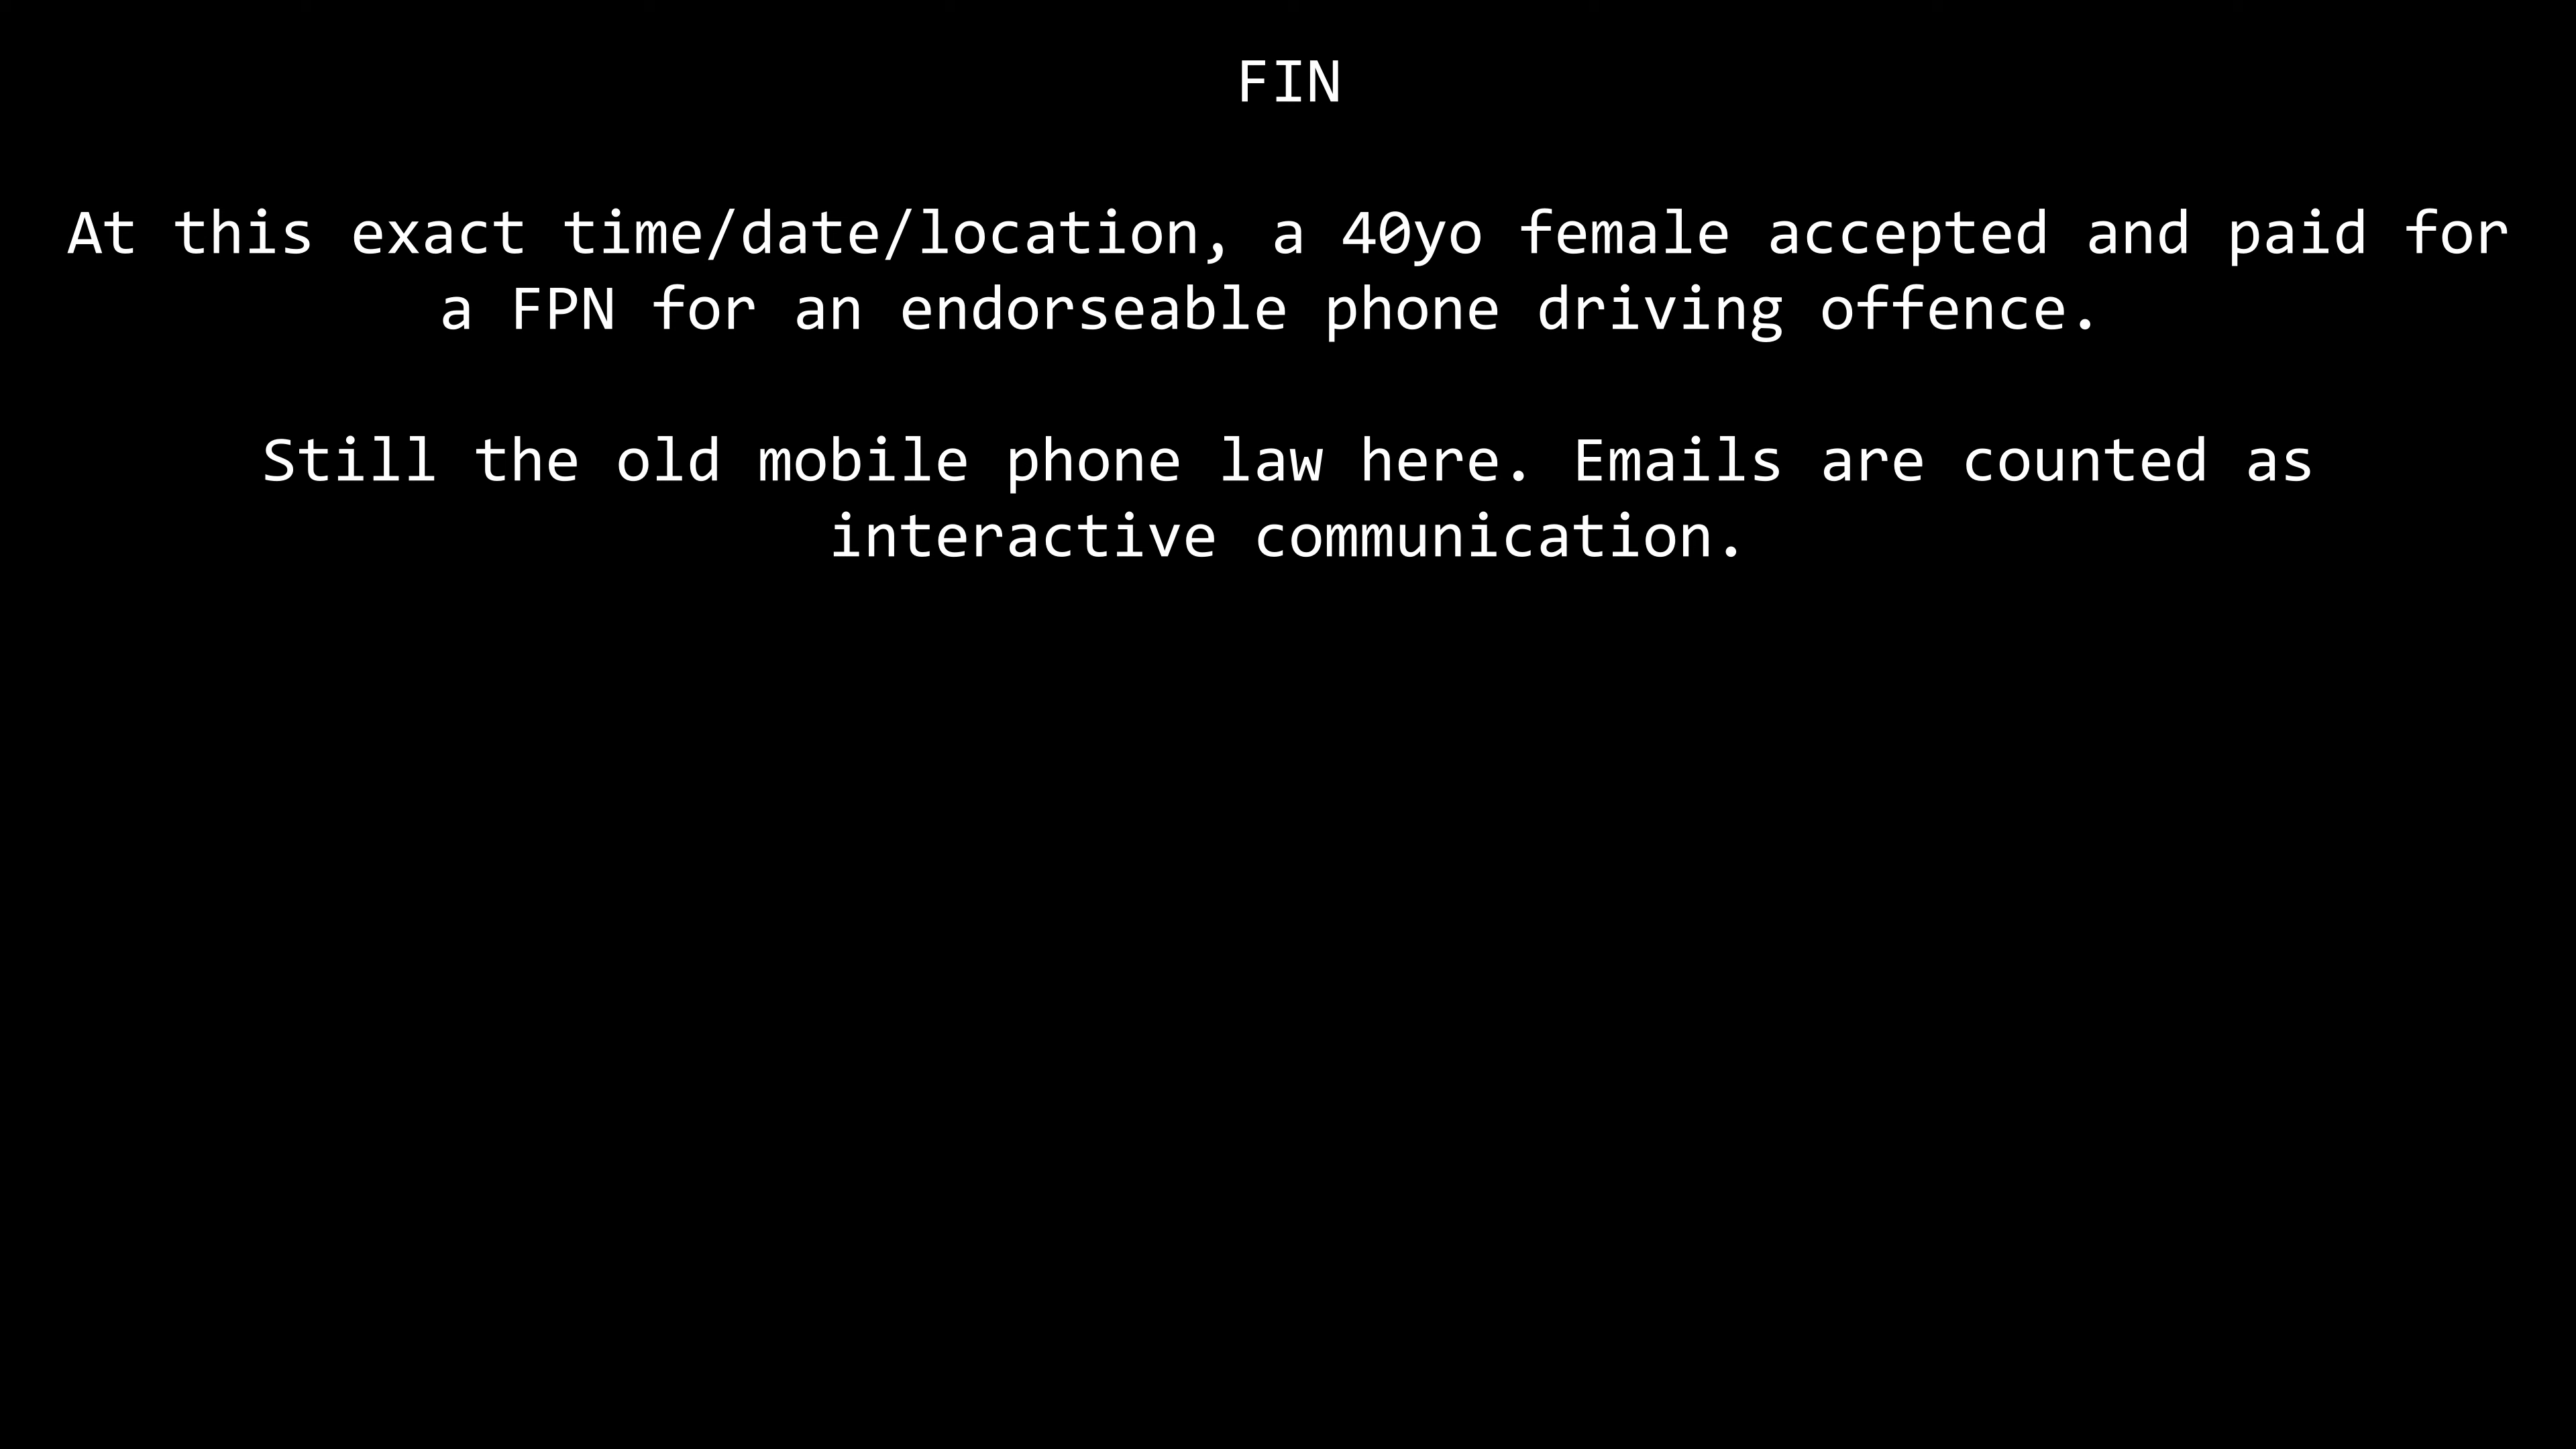 FIN
At this exact time/date/location, a 40yo female accepted and paid for
a FPN for an endorseable phone driving offence.
Still the old mobile phone law here. Emails are counted as
interactive communication.